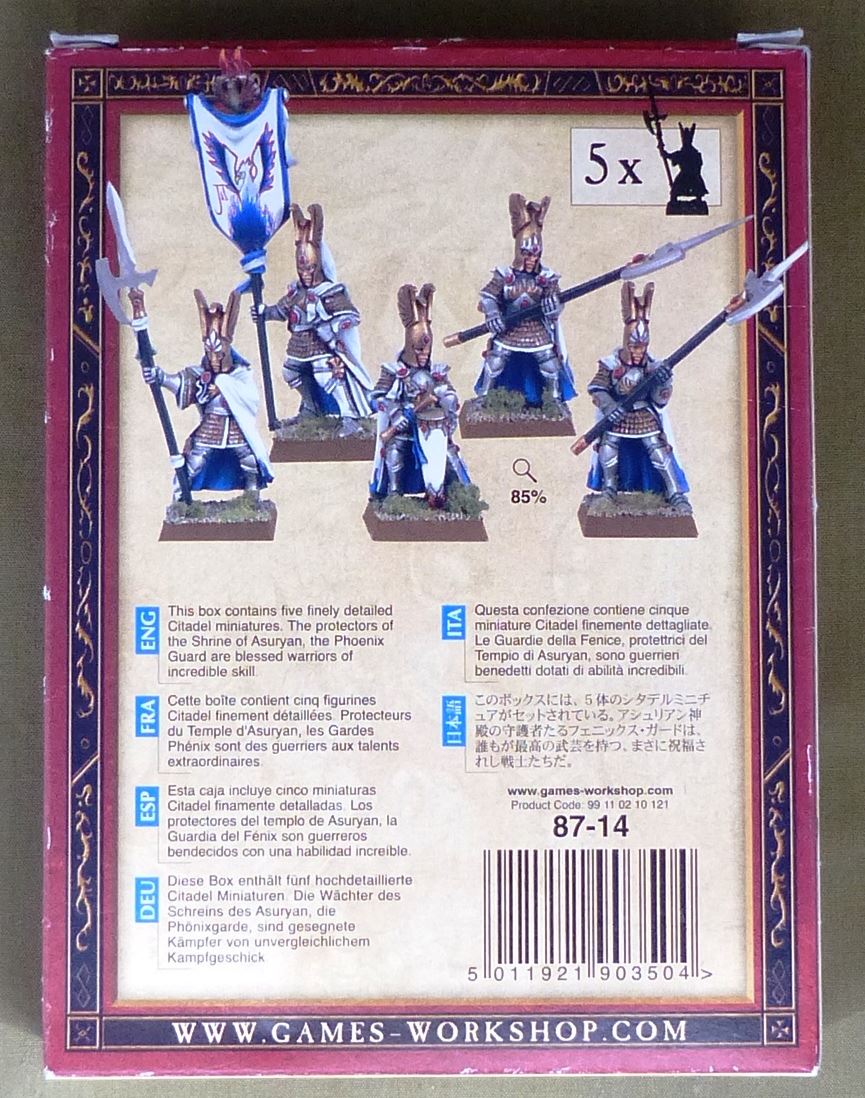 5 x
85%
ENG
This box contains five finely detailed
Citadel miniatures. The protectors of
the Shrine of Asuryan, the Phoenix
Guard are blessed warriors of
incredible skill.
FRA
Cette boîte contient cinq figurines
Citadel finement détaillées. Protecteurs
du Temple d'Asuryan, les Gardes
Phénix sont des guerriers aux talents
extraordinaires.
ESP
Esta caja incluye cinco miniaturas
Citadel finamente detalladas. Los
protectores del templo de Asuryan, la
Guardia del Fénix son guerreros
bendecidos con una habilidad increíble.
DEU
Diese Box enthält fünf hochdetaillierte
Citadel Miniaturen. Die Wächter des
Schreins des Asuryan, die
Phönixgarde, sind gesegnete
Kämpfer von unvergleichlichem
Kampfgeschick
ITA
Questa confezione contiene cinque
miniature Citadel finemente dettagliate.
Le Guardie della Fenice, protettrici del
Tempio di Asuryan, sono guerrieri
benedetti dotati di abilità incredibili.
日本語
このボックスには、5体のシタデルミニチ
ュアがセットされている。アシュリアン神
殿の守護者たるフェニックス・ガードは、
誰もが最高の武芸を持つ、まさに祝福さ
れし戦士たちだ。
www.games-workshop.com
Product Code: 99 11 02 10 121
87-14
5 011921 903504 >
WWW.GAMES-WORKSHOP.COM